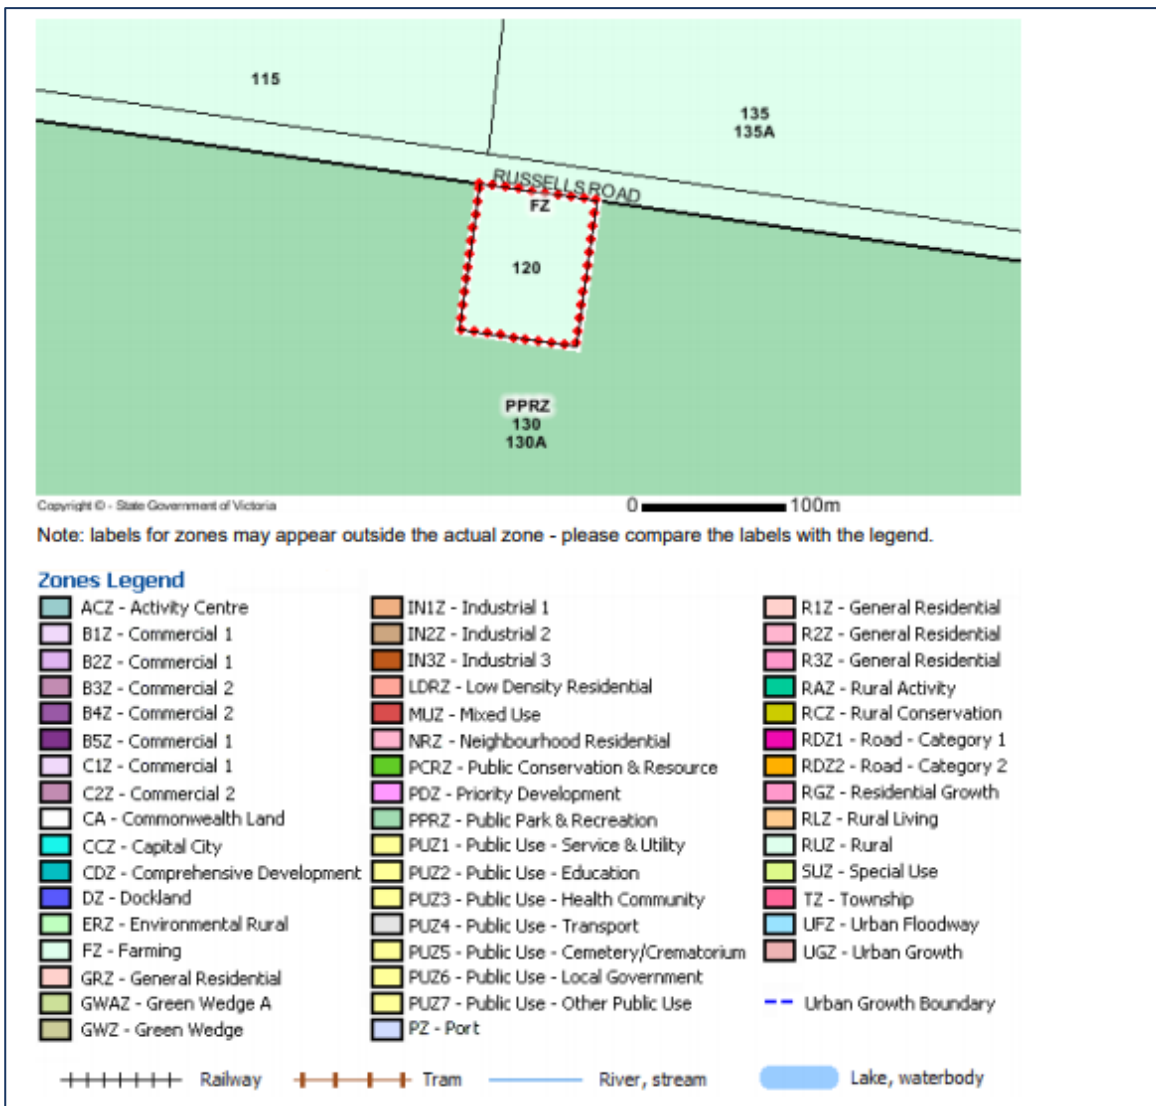 115
135
135A
RUSSELLS ROAD
FZ
120
PPRZ
130
130A
Copyright © - State Government of Victoria
0 100m
Note: labels for zones may appear outside the actual zone - please compare the labels with the legend.
Zones Legend
ACZ - Activity Centre
B1Z - Commercial 1
B2Z - Commercial 1
B3Z - Commercial 2
B4Z - Commercial 2
B5Z - Commercial 1
C1Z - Commercial 1
C2Z - Commercial 2
CA - Commonwealth Land
CCZ - Capital City
CDZ - Comprehensive Development
DZ - Dockland
ERZ - Environmental Rural
FZ - Farming
GRZ - General Residential
GWAZ - Green Wedge A
GWZ - Green Wedge
IN1Z - Industrial 1
IN2Z - Industrial 2
IN3Z - Industrial 3
LDRZ - Low Density Residential
MUZ - Mixed Use
NRZ - Neighbourhood Residential
PCRZ - Public Conservation & Resource
PDZ - Priority Development
PPRZ - Public Park & Recreation
PUZ1 - Public Use - Service & Utility
PUZ2 - Public Use - Education
PUZ3 - Public Use - Health Community
PUZ4 - Public Use - Transport
PUZ5 - Public Use - Cemetery/Crematorium
PUZ6 - Public Use - Local Government
PUZ7 - Public Use - Other Public Use
PZ - Port
R1Z - General Residential
R2Z - General Residential
R3Z - General Residential
RAZ - Rural Activity
RCZ - Rural Conservation
RDZ1 - Road - Category 1
RDZ2 - Road - Category 2
RGZ - Residential Growth
RLZ - Rural Living
RUZ - Rural
SUZ - Special Use
TZ - Township
UFZ - Urban Floodway
UGZ - Urban Growth
Urban Growth Boundary
Railway
Tram
River, stream
Lake, waterbody